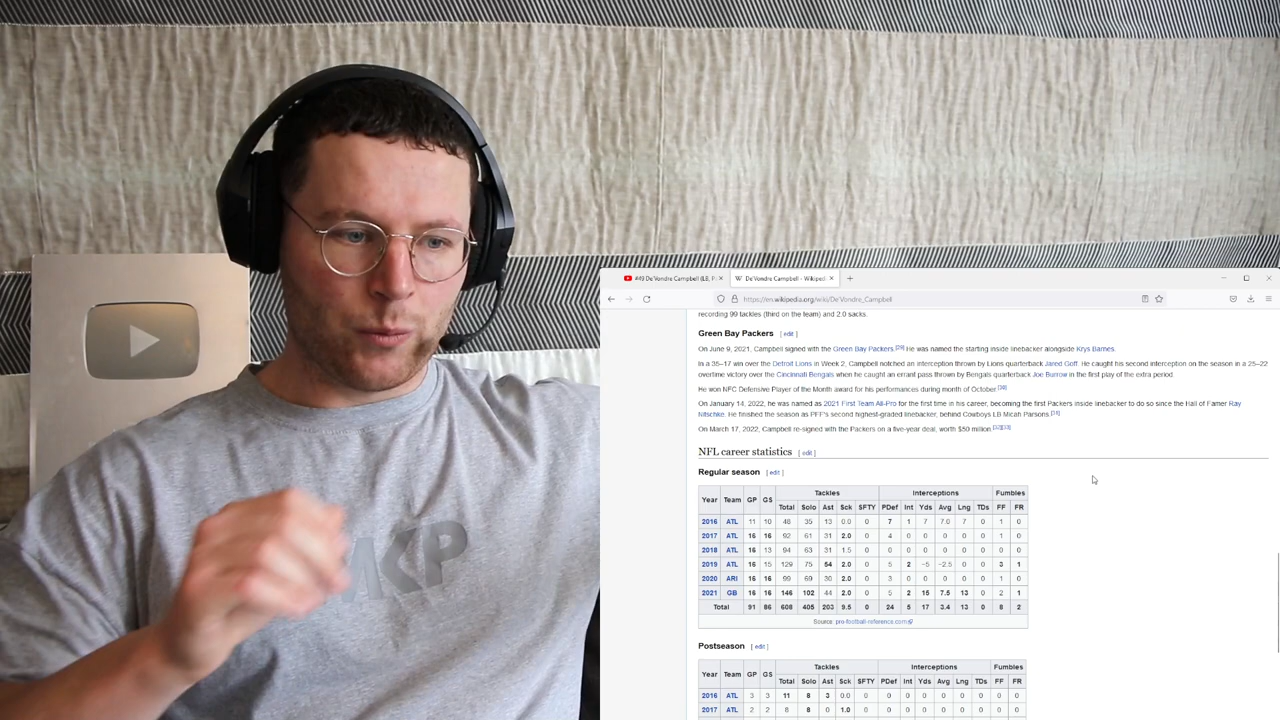 MKP
#49 De'Vondre Campbell (LB, P
De'Vondre Campbell - Wikiped
https://en.wikipedia.org/wiki/De'Vondre_Campbell
recording 99 tackles (third on the team) and 2.0 sacks.
Green Bay Packers [ edit ]
On June 9, 2021, Campbell signed with the Green Bay Packers.[29] He was named the starting inside linebacker alongside Krys Barnes.
In a 35–17 win over the Detroit Lions in Week 2, Campbell notched an interception thrown by Lions quarterback Jared Goff. He caught his second interception on the season in a 25–22
overtime victory over the Cincinnati Bengals when he caught an errant pass thrown by Bengals quarterback Joe Burrow in the first play of the extra period.
He won NFC Defensive Player of the Month award for his performances during month of October.[30]
On January 14, 2022, he was named as 2021 First Team All-Pro for the first time in his career, becoming the first Packers inside linebacker to do so since the Hall of Famer Ray
Nitschke. He finished the season as PFF's second highest-graded linebacker, behind Cowboys LB Micah Parsons.[31]
On March 17, 2022, Campbell re-signed with the Packers on a five-year deal, worth $50 million.[32][33]
NFL career statistics [ edit ]
Regular season [ edit ]
Year Team GP GS Tackles Interceptions Fumbles
Total Solo Ast Sck SFTY PDef Int Yds Avg Lng TDs FF FR
2016 ATL 11 10 48 35 13 0.0 0 7 1 7 7.0 7 0 1 0
2017 ATL 16 16 92 61 31 2.0 0 4 0 0 0 0 0 1 0
2018 ATL 16 13 94 63 31 1.5 0 0 0 0 0 0 0 0 0
2019 ATL 16 15 129 75 54 2.0 0 5 2 −5 −2.5 0 0 3 1
2020 ARI 16 16 99 69 30 2.0 0 3 0 0 0 0 0 1 0
2021 GB 16 16 146 102 44 2.0 0 5 2 15 7.5 13 0 2 1
Total 91 86 608 405 203 9.5 0 24 5 17 3.4 13 0 8 2
Source: pro-football-reference.com
Postseason [ edit ]
Year Team GP GS Tackles Interceptions Fumbles
Total Solo Ast Sck SFTY PDef Int Yds Avg Lng TDs FF FR
2016 ATL 3 3 11 8 3 0.0 0 0 0 0 0 0 0 0 0
2017 ATL 2 2 8 8 0 1.0 0 0 0 0 0 0 0 0 0